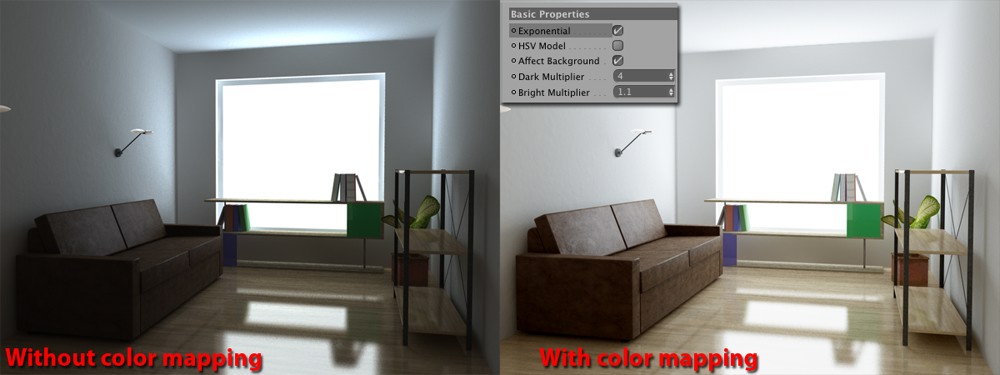 Basic Properties
Exponential
HSV Model . . . . . . .
Affect Background
Dark Multiplier . . . . 4
Bright Multiplier . . . 1.1
Without color mapping
With color mapping